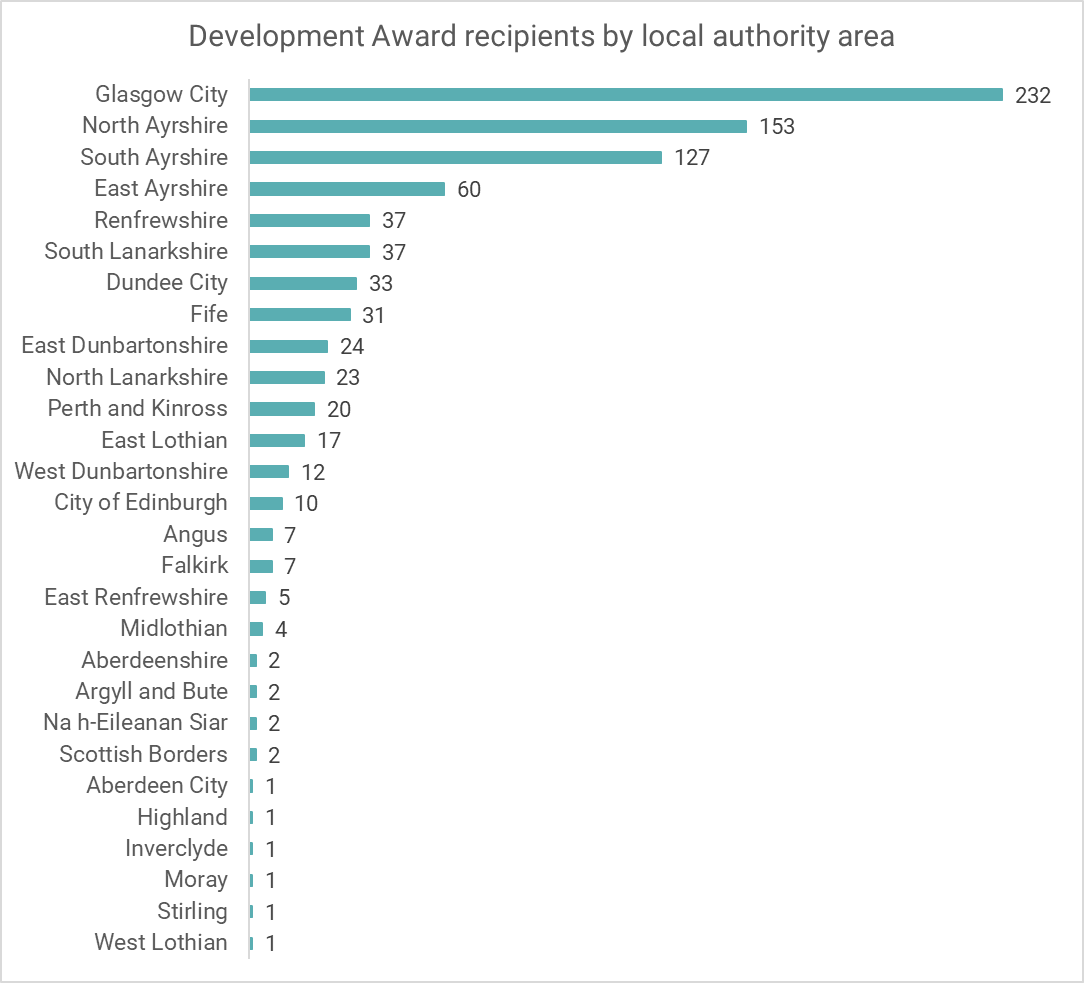 Development Award recipients by local authority area
Glasgow City 232
North Ayrshire 153
South Ayrshire 127
East Ayrshire 60
Renfrewshire 37
South Lanarkshire 37
Dundee City 33
Fife 31
East Dunbartonshire 24
North Lanarkshire 23
Perth and Kinross 20
East Lothian 17
West Dunbartonshire 12
City of Edinburgh 10
Angus 7
Falkirk 7
East Renfrewshire 5
Midlothian 4
Aberdeenshire 2
Argyll and Bute 2
Na h-Eileanan Siar 2
Scottish Borders 2
Aberdeen City 1
Highland 1
Inverclyde 1
Moray 1
Stirling 1
West Lothian 1